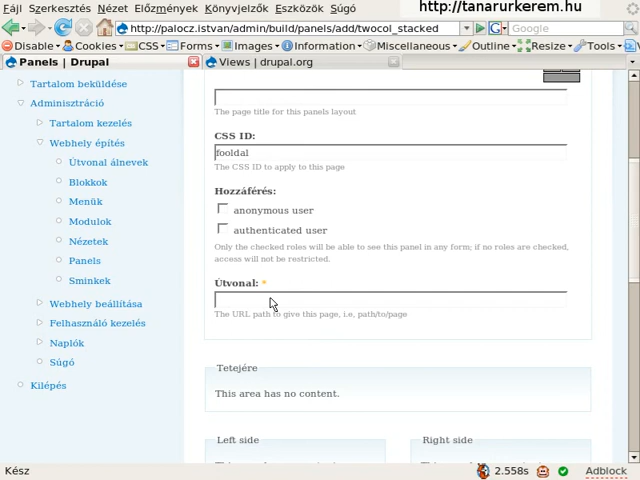 Fájl Szerkesztés Nézet Előzmények Könyvjelzők Eszközök Súgó http://tanarurkerem.hu
http://palocz.istvan/admin/build/panels/add/twocol_stacked Google
Disable Cookies CSS Forms Images Information Miscellaneous Outline Resize Tools
Panels | Drupal Views | drupal.org
Tartalom beküldése
Adminisztráció
Tartalom kezelés
Webhely építés
Útvonal álnevek
Blokkok
Menük
Modulok
Nézetek
Panels
Sminkek
Webhely beállítása
Felhasználó kezelés
Naplók
Súgó
Kilépés
The page title for this panels layout
CSS ID:
fooldal
The CSS ID to apply to this page
Hozzáférés:
anonymous user
authenticated user
Only the checked roles will be able to see this panel in any form; if no roles are checked,
access will not be restricted.
Útvonal: *
The URL path to give this page, i.e, path/to/page
Tetejére
This area has no content.
Left side Right side
Kész 2.558s Adblock